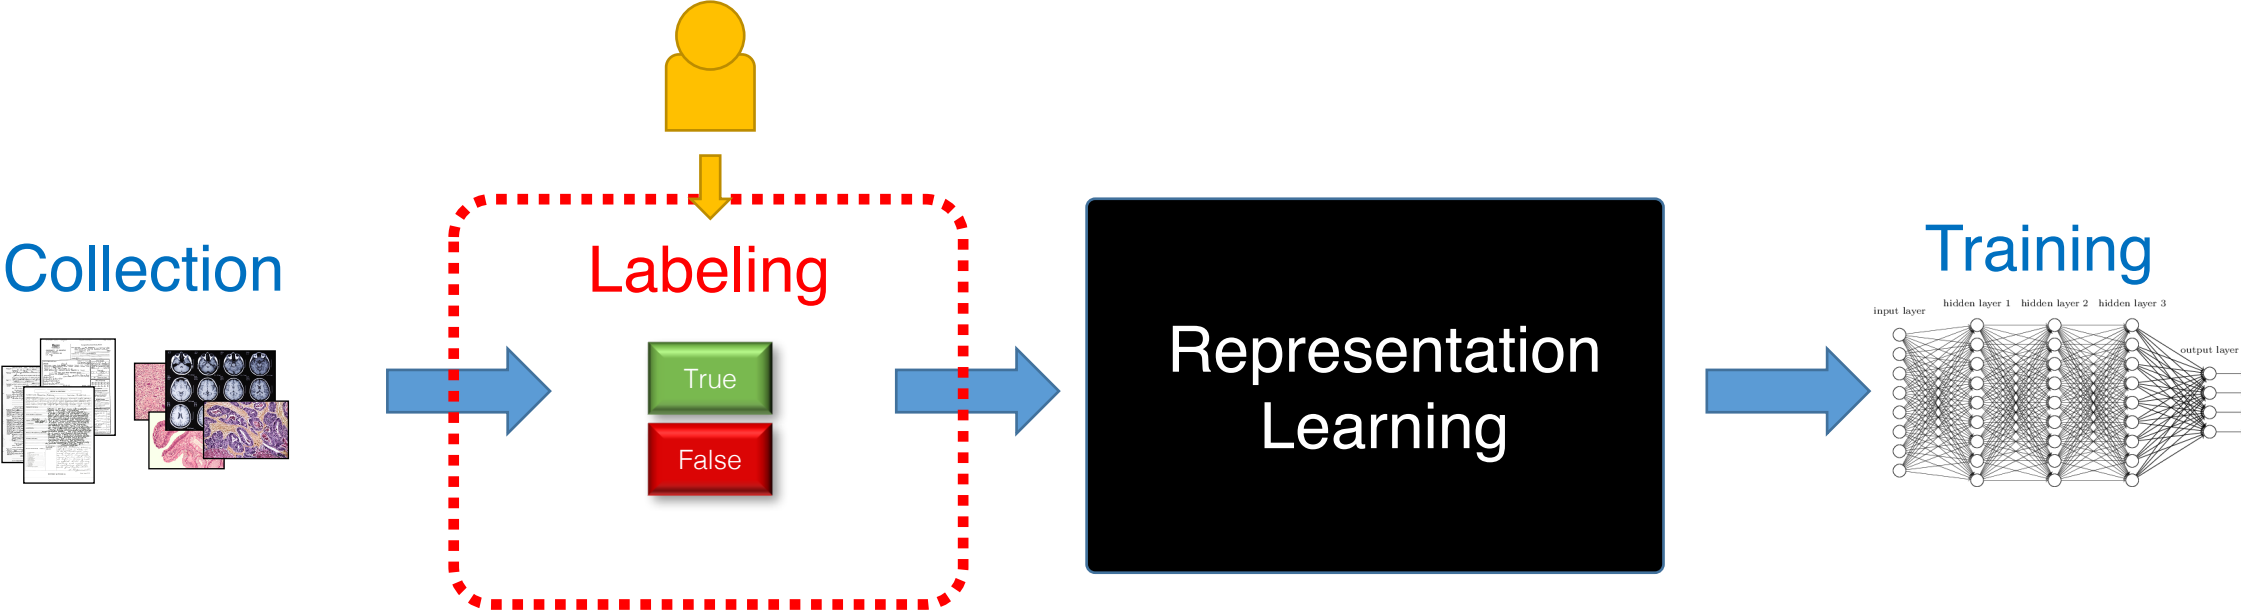 Collection
Labeling
True
False
Representation
Learning
Training
input layer
hidden layer 1
hidden layer 2
hidden layer 3
output layer